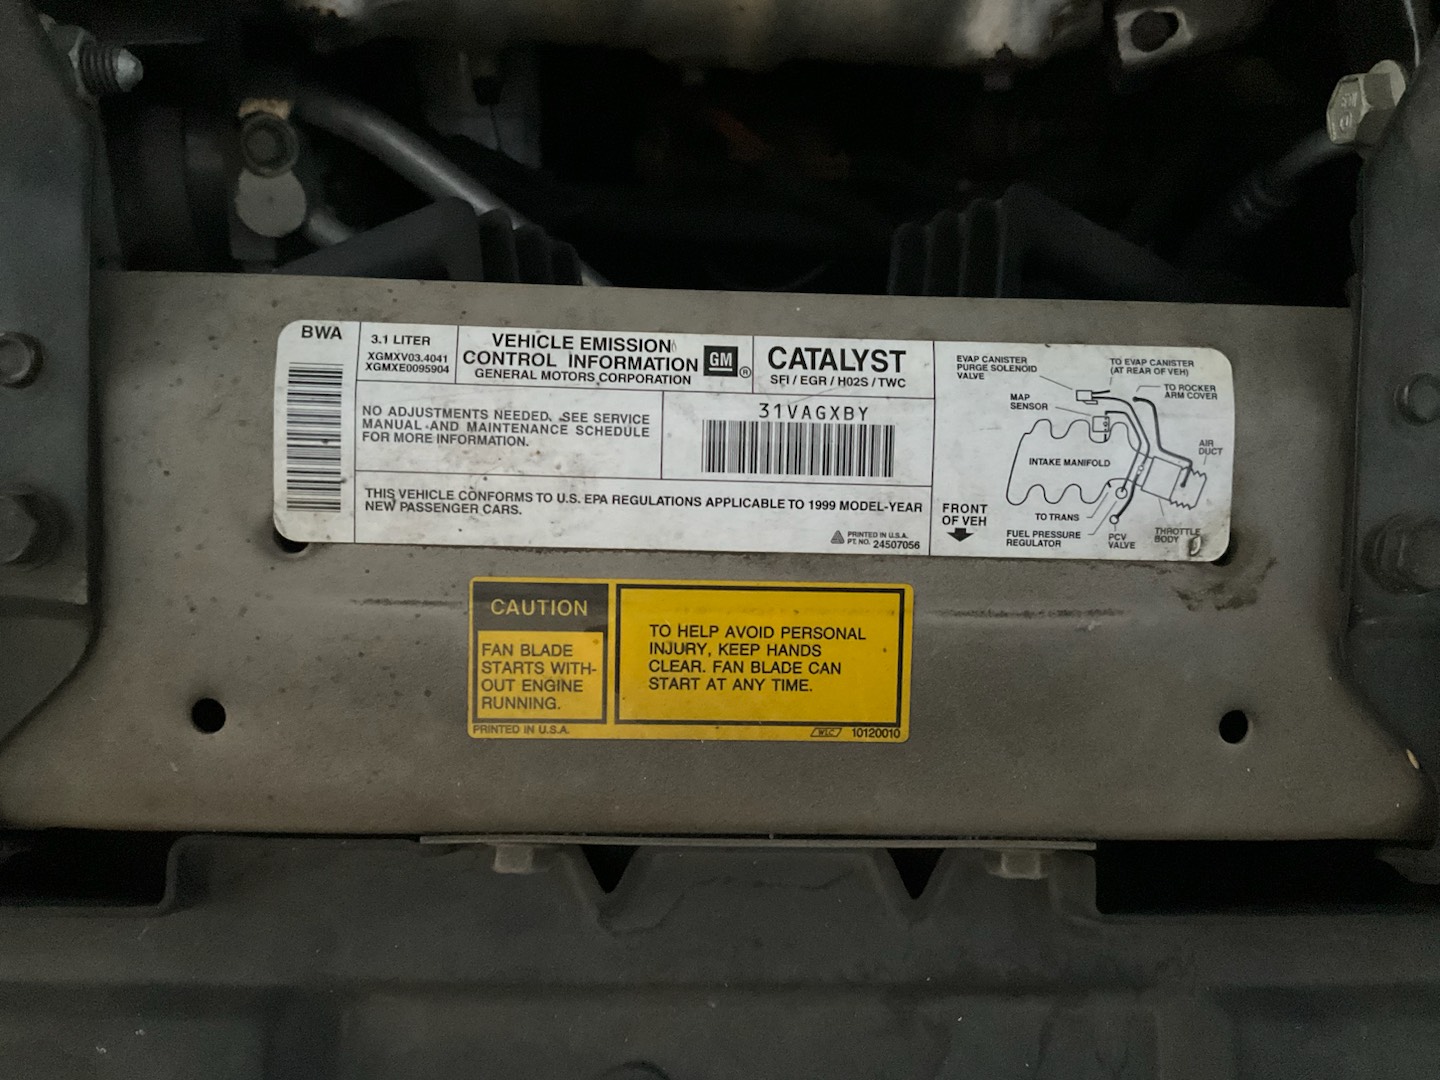 BWA
3.1 LITER
XGMXV03.4041
XGMXE0095904
VEHICLE EMISSION
CONTROL INFORMATION
GENERAL MOTORS CORPORATION
GM
®
CATALYST
SFI / EGR / H02S / TWC
NO ADJUSTMENTS NEEDED. SEE SERVICE
MANUAL AND MAINTENANCE SCHEDULE
FOR MORE INFORMATION.
31VAGXBY
THIS VEHICLE CONFORMS TO U.S. EPA REGULATIONS APPLICABLE TO 1999 MODEL-YEAR
NEW PASSENGER CARS.
PRINTED IN U.S.A.
PT. NO. 24507056
EVAP CANISTER
PURGE SOLENOID
VALVE
TO EVAP CANISTER
(AT REAR OF VEH)
MAP
SENSOR
TO ROCKER
ARM COVER
AIR
DUCT
INTAKE MANIFOLD
FRONT
OF VEH
TO TRANS
FUEL PRESSURE
REGULATOR
PCV
VALVE
THROTTLE
BODY
CAUTION
FAN BLADE
STARTS WITH-
OUT ENGINE
RUNNING.
TO HELP AVOID PERSONAL
INJURY, KEEP HANDS
CLEAR. FAN BLADE CAN
START AT ANY TIME.
PRINTED IN U.S.A.
WLC 10120010